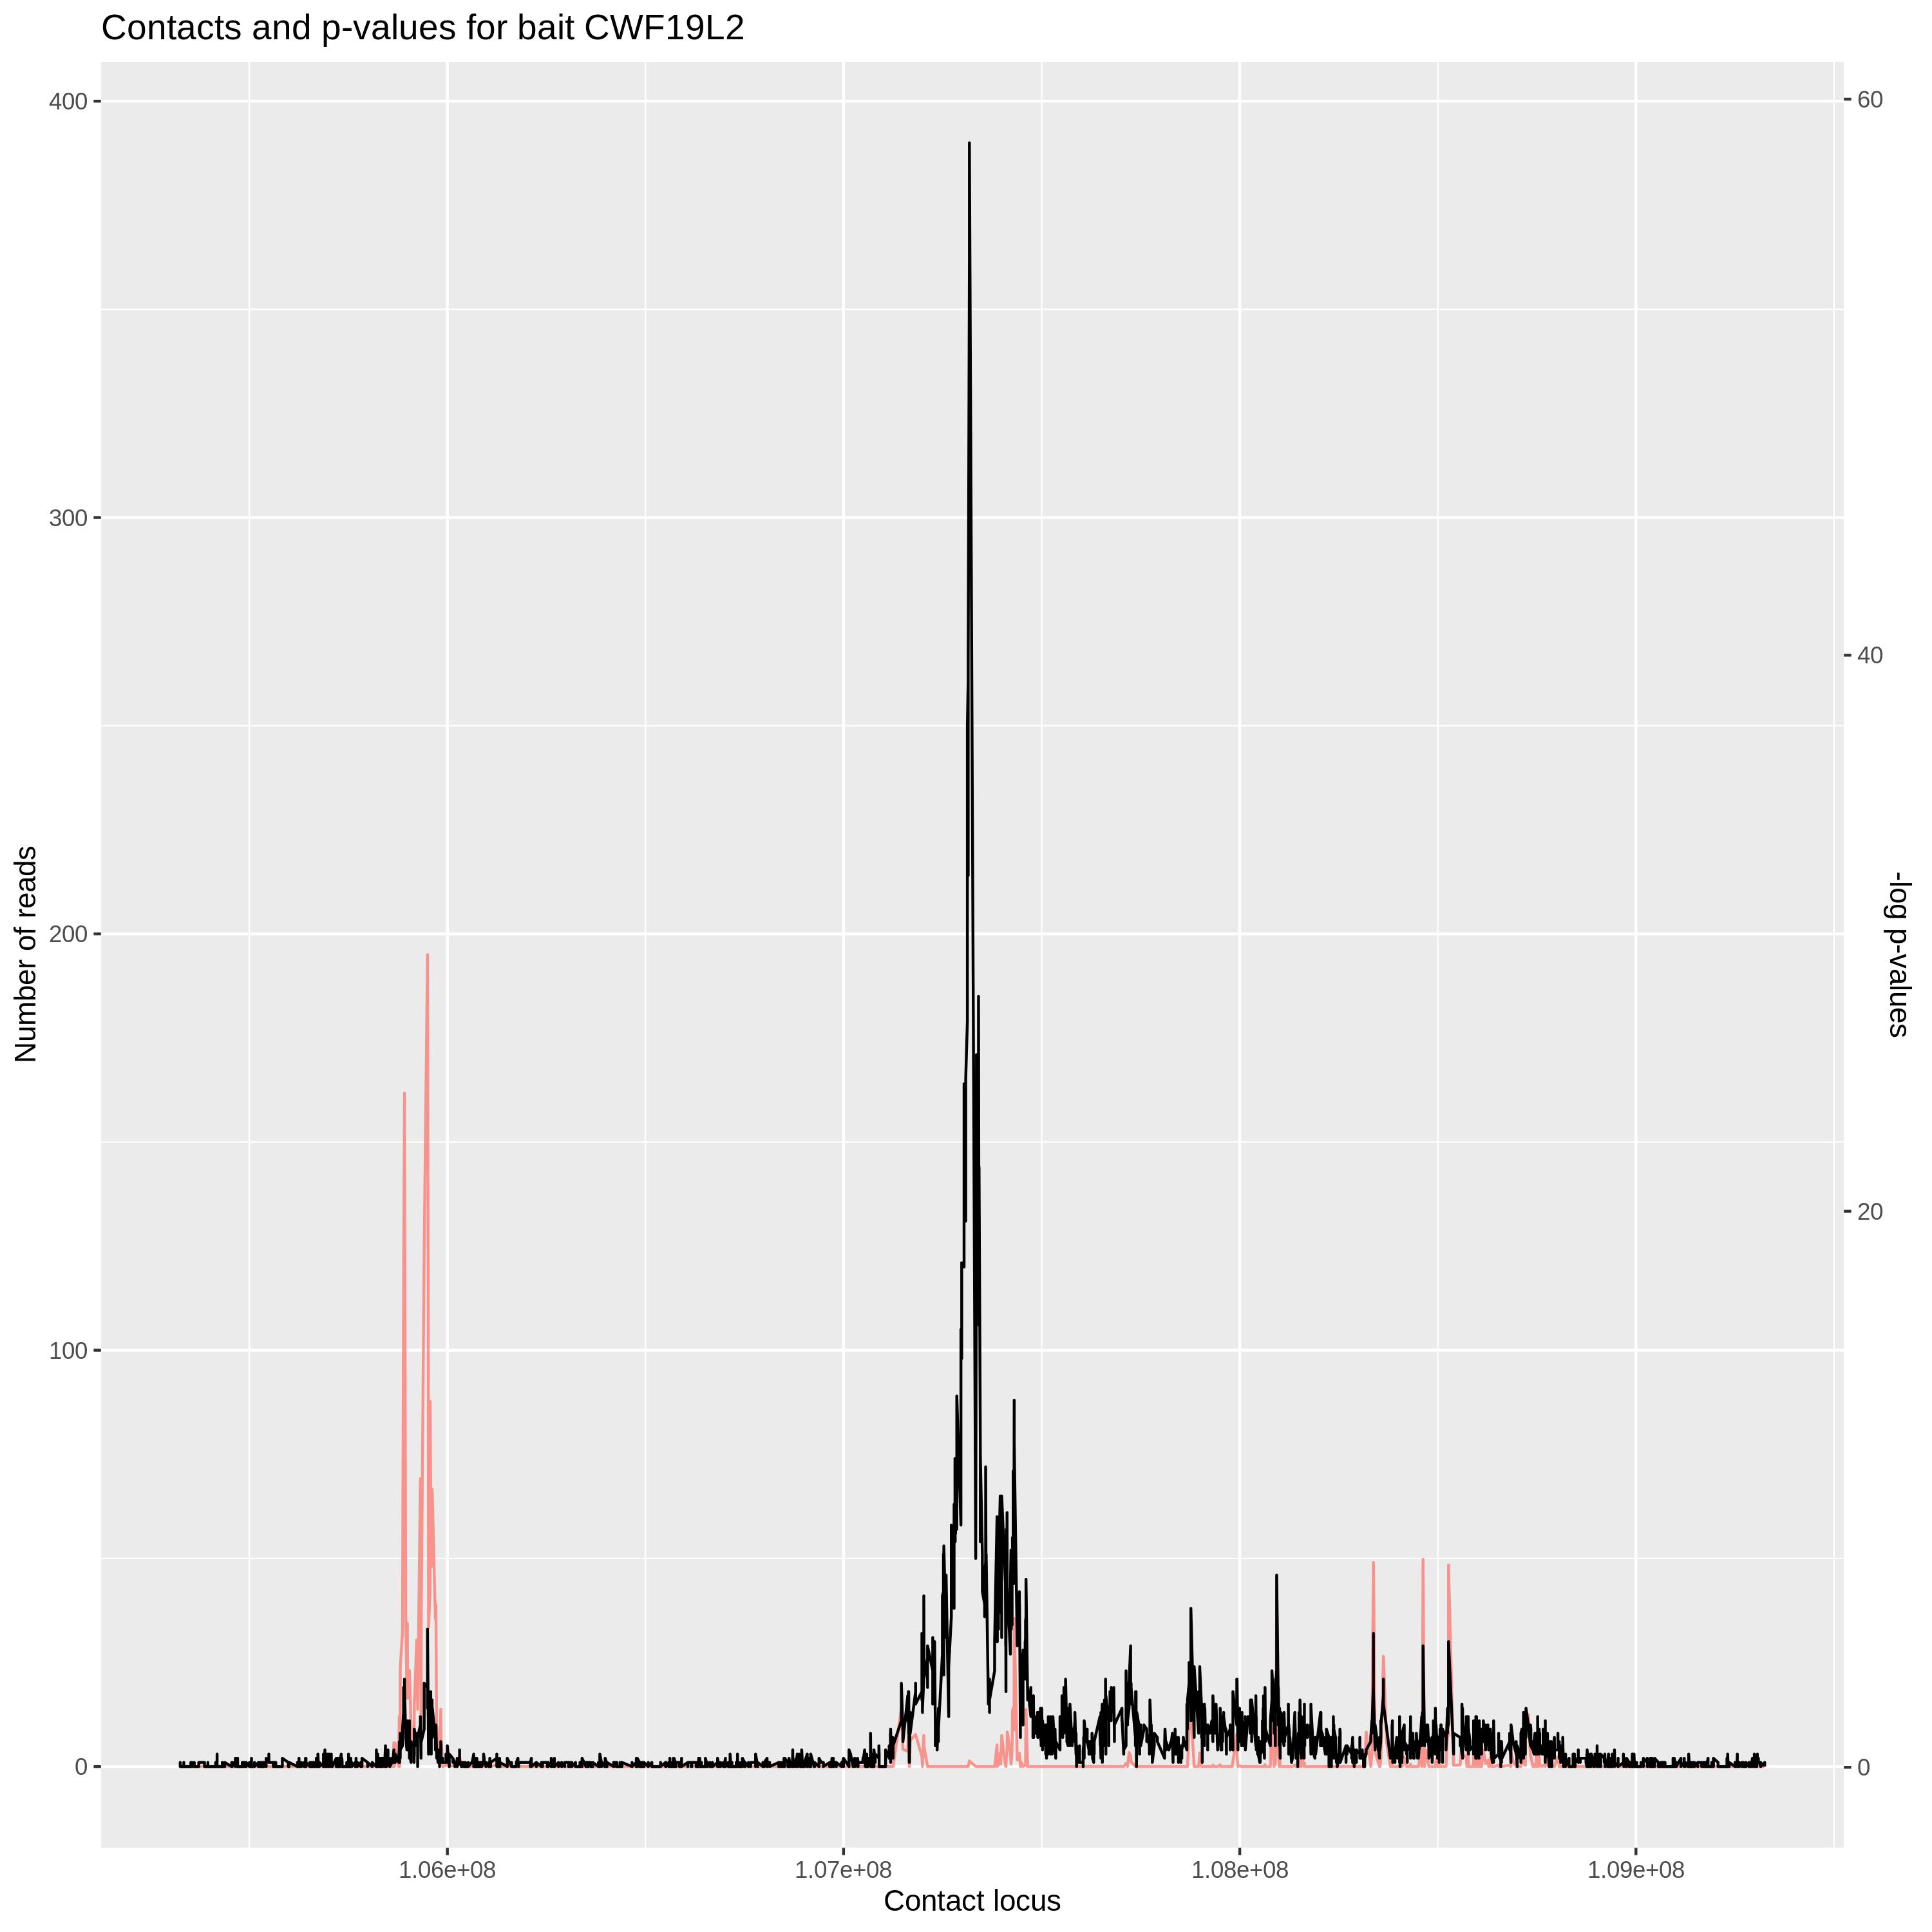 Contacts and p-values for bait CWF19L2
400
300
200
100
0
60
40
20
0
Number of reads
-log p-values
1.06e+08
1.07e+08
1.08e+08
1.09e+08
Contact locus